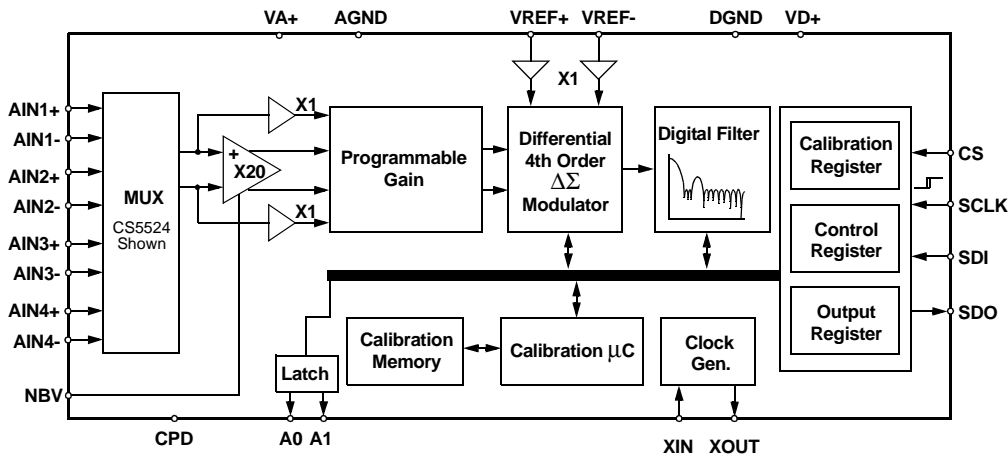 VA+ AGND VREF+ VREF- DGND VD+
X1
AIN1+
AIN1-
AIN2+
AIN2-
AIN3+
AIN3-
AIN4+
AIN4-
NBV
MUX
CS5524
Shown
X1
+
X20
X1
Programmable
Gain
Differential
4th Order
ΔΣ
Modulator
Digital Filter
Calibration
Register
Control
Register
Output
Register
CS
SCLK
SDI
SDO
Latch
Calibration
Memory
Calibration μC
Clock
Gen.
CPD A0 A1 XIN XOUT